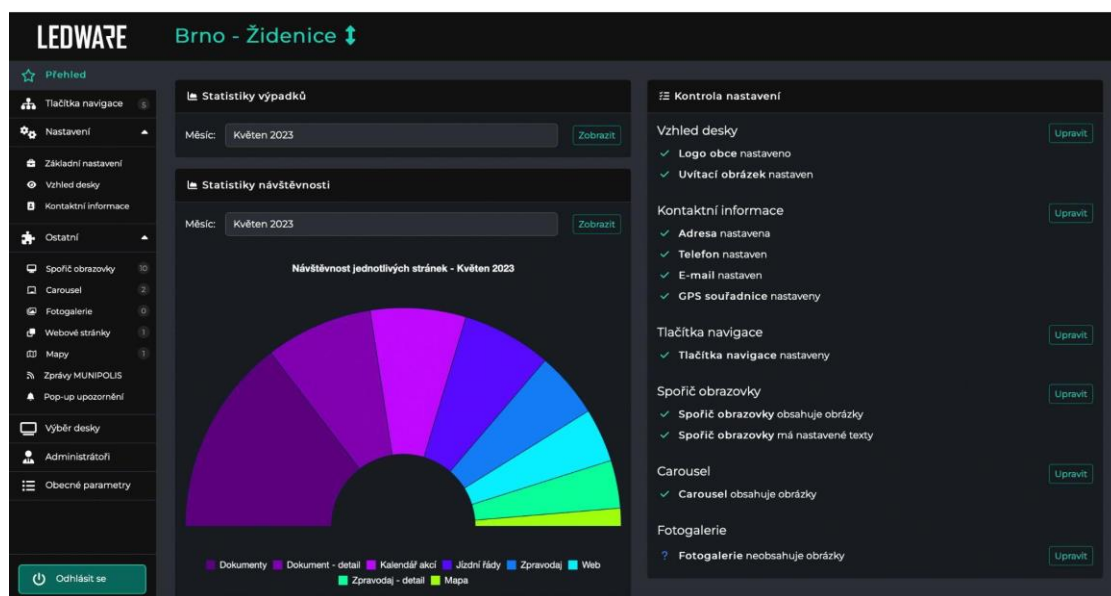 LEDWARE
Brno - Židenice
Přehled
Tlačítka navigace 5
Nastavení
Základní nastavení
Vzhled desky
Kontaktní informace
Ostatní
Spořič obrazovky 10
Carousel 2
Fotogalerie 0
Webové stránky 1
Mapy 1
Zprávy MUNIPOLIS
Pop-up upozornění
Výběr desky
Administrátoři
Obecné parametry
Odhlásit se
Statistiky výpadků
Měsíc: Květen 2023 Zobrazit
Statistiky návštěvnosti
Měsíc: Květen 2023 Zobrazit
Návštěvnost jednotlivých stránek - Květen 2023
Dokumenty Dokument - detail Kalendář akcí Jízdní řády Zpravodaj Web
Zpravodaj - detail Mapa
Kontrola nastavení
Vzhled desky Upravit
Logo obce nastaveno
Uvítací obrázek nastaven
Kontaktní informace Upravit
Adresa nastavena
Telefon nastaven
E-mail nastaven
GPS souřadnice nastaveny
Tlačítka navigace Upravit
Tlačítka navigace nastaveny
Spořič obrazovky Upravit
Spořič obrazovky obsahuje obrázky
Spořič obrazovky má nastavené texty
Carousel Upravit
Carousel obsahuje obrázky
Fotogalerie
? Fotogalerie neobsahuje obrázky Upravit